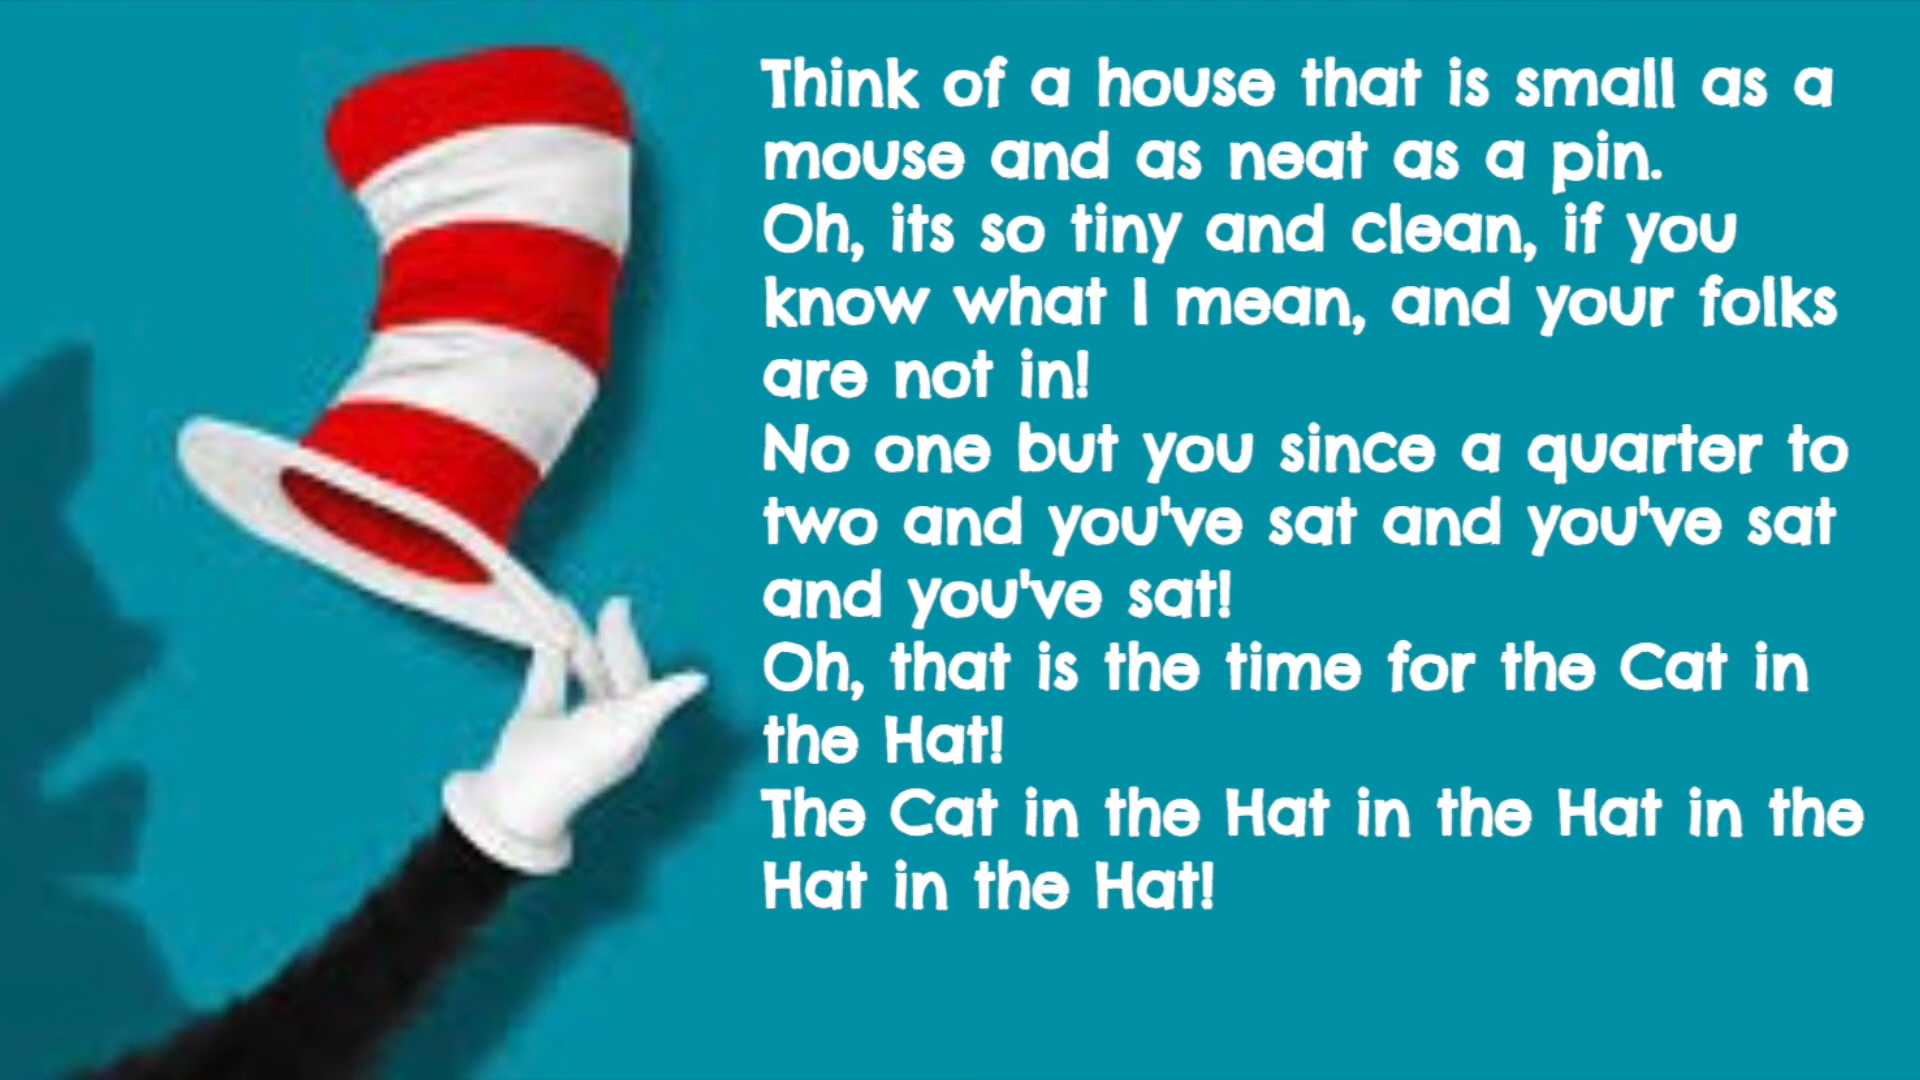 Think of a house that is small as a
mouse and as neat as a pin.
Oh, its so tiny and clean, if you
know what I mean, and your folks
are not in!
No one but you since a quarter to
two and you've sat and you've sat
and you've sat!
Oh, that is the time for the Cat in
the Hat!
The Cat in the Hat in the Hat in the
Hat in the Hat!